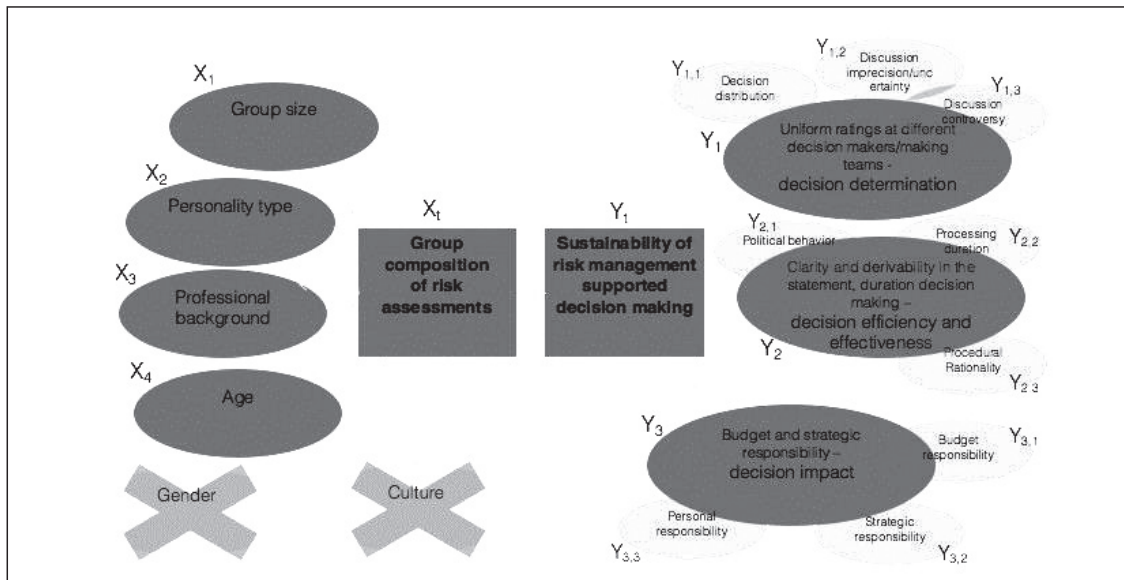 X1
Group size
X2
Personality type
X3
Professional
background
X4
Age
Gender
Culture
Xt
Group
composition
of risk
assessments
Yt
Sustainability of
risk management
supported
decision making
Y1,1
Decision
distribution
Y1,2
Discussion
imprecision/unc
ertainty
Y1,3
Discussion
controversy
Y1
Uniform ratings at different
decision makers/making
teams -
decision determination
Y2,1
Political behavior
Processing
duration
Y2,2
Clarity and derivability in the
statement, duration decision
making –
decision efficiency and
effectiveness
Y2
Procedural
Rationality
Y2,3
Y3
Budget and strategic
responsibility –
decision impact
Budget
responsibility
Y3,1
Personal
responsibility
Y3,3
Strategic
responsibility
Y3,2